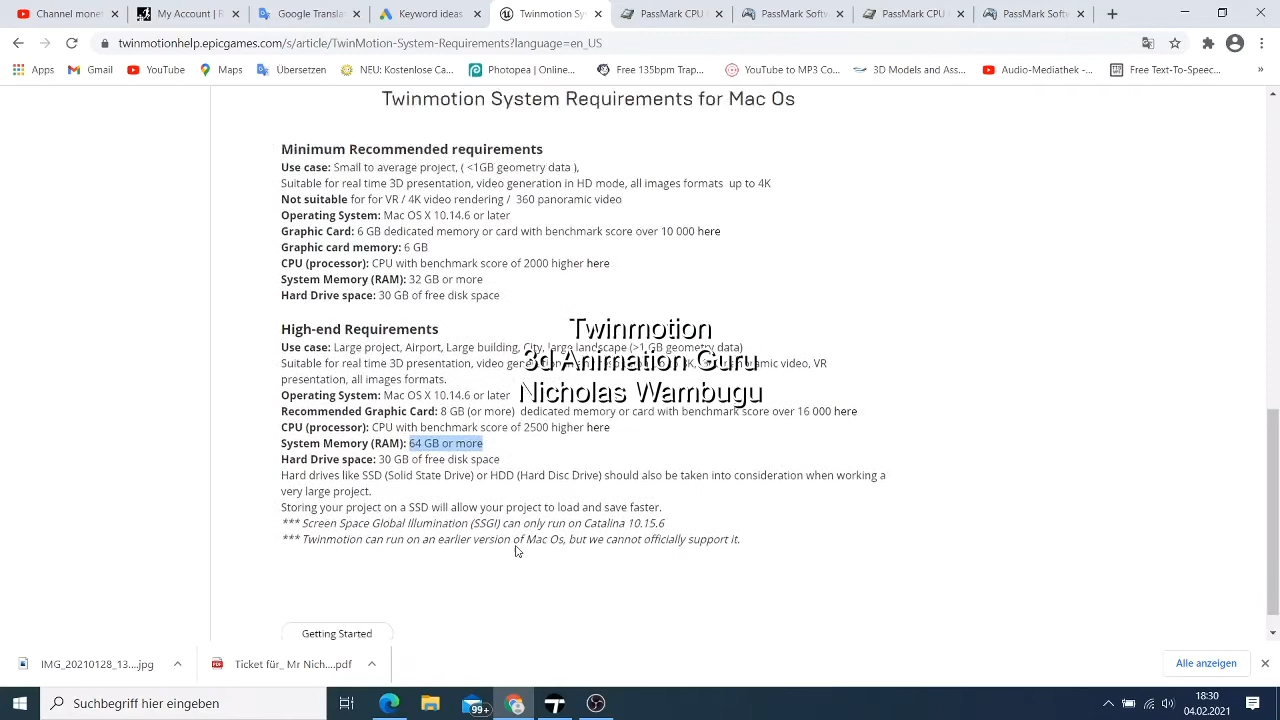 Channel monet
My Account | R
Google Translat
Keyword ideas
Twinmotion Sys
PassMark CPU
PassMark Softw
PassMark CPU
PassMark Softw
twinmotionhelp.epicgames.com/s/article/TwinMotion-System-Requirements?language=en_US
Apps
Gmail
YouTube
Maps
Übersetzen
NEU: Kostenlose Ca...
Photopea | Online...
Free 135bpm Trap...
YouTube to MP3 Co...
3D Models and Ass...
Audio-Mediathek -...
Free Text-To-Speec...
Twinmotion System Requirements for Mac Os
Minimum Recommended requirements
Use case: Small to average project, ( <1GB geometry data ),
Suitable for real time 3D presentation, video generation in HD mode, all images formats up to 4K
Not suitable for for VR / 4K video rendering / 360 panoramic video
Operating System: Mac OS X 10.14.6 or later
Graphic Card: 6 GB dedicated memory or card with benchmark score over 10 000 here
Graphic card memory: 6 GB
CPU (processor): CPU with benchmark score of 2000 higher here
System Memory (RAM): 32 GB or more
Hard Drive space: 30 GB of free disk space
Twinmotion
3d Animation Guru
Nicholas Wambugu
High-end Requirements
Use case: Large project, Airport, Large building, City, large landscape (>1 GB geometry data)
Suitable for real time 3D presentation, video panoramic video, VR
presentation, all images formats.
Operating System: Mac OS X 10.14.6 or later
Recommended Graphic Card: 8 GB (or more) dedicated memory or card with benchmark score over 16 000 here
CPU (processor): CPU with benchmark score of 2500 higher here
System Memory (RAM): 64 GB or more
Hard Drive space: 30 GB of free disk space
Hard drives like SSD (Solid State Drive) or HDD (Hard Disc Drive) should also be taken into consideration when working a
very large project.
Storing your project on a SSD will allow your project to load and save faster.
*** Screen Space Global Illumination (SSGI) can only run on Catalina 10.15.6
*** Twinmotion can run on an earlier version of Mac Os, but we cannot officially support it.
Getting Started
IMG_20210128_13....jpg
Ticket für_ Mr Nich....pdf
Alle anzeigen
Suchbegriff hier eingeben
99+
18:30
04.02.2021